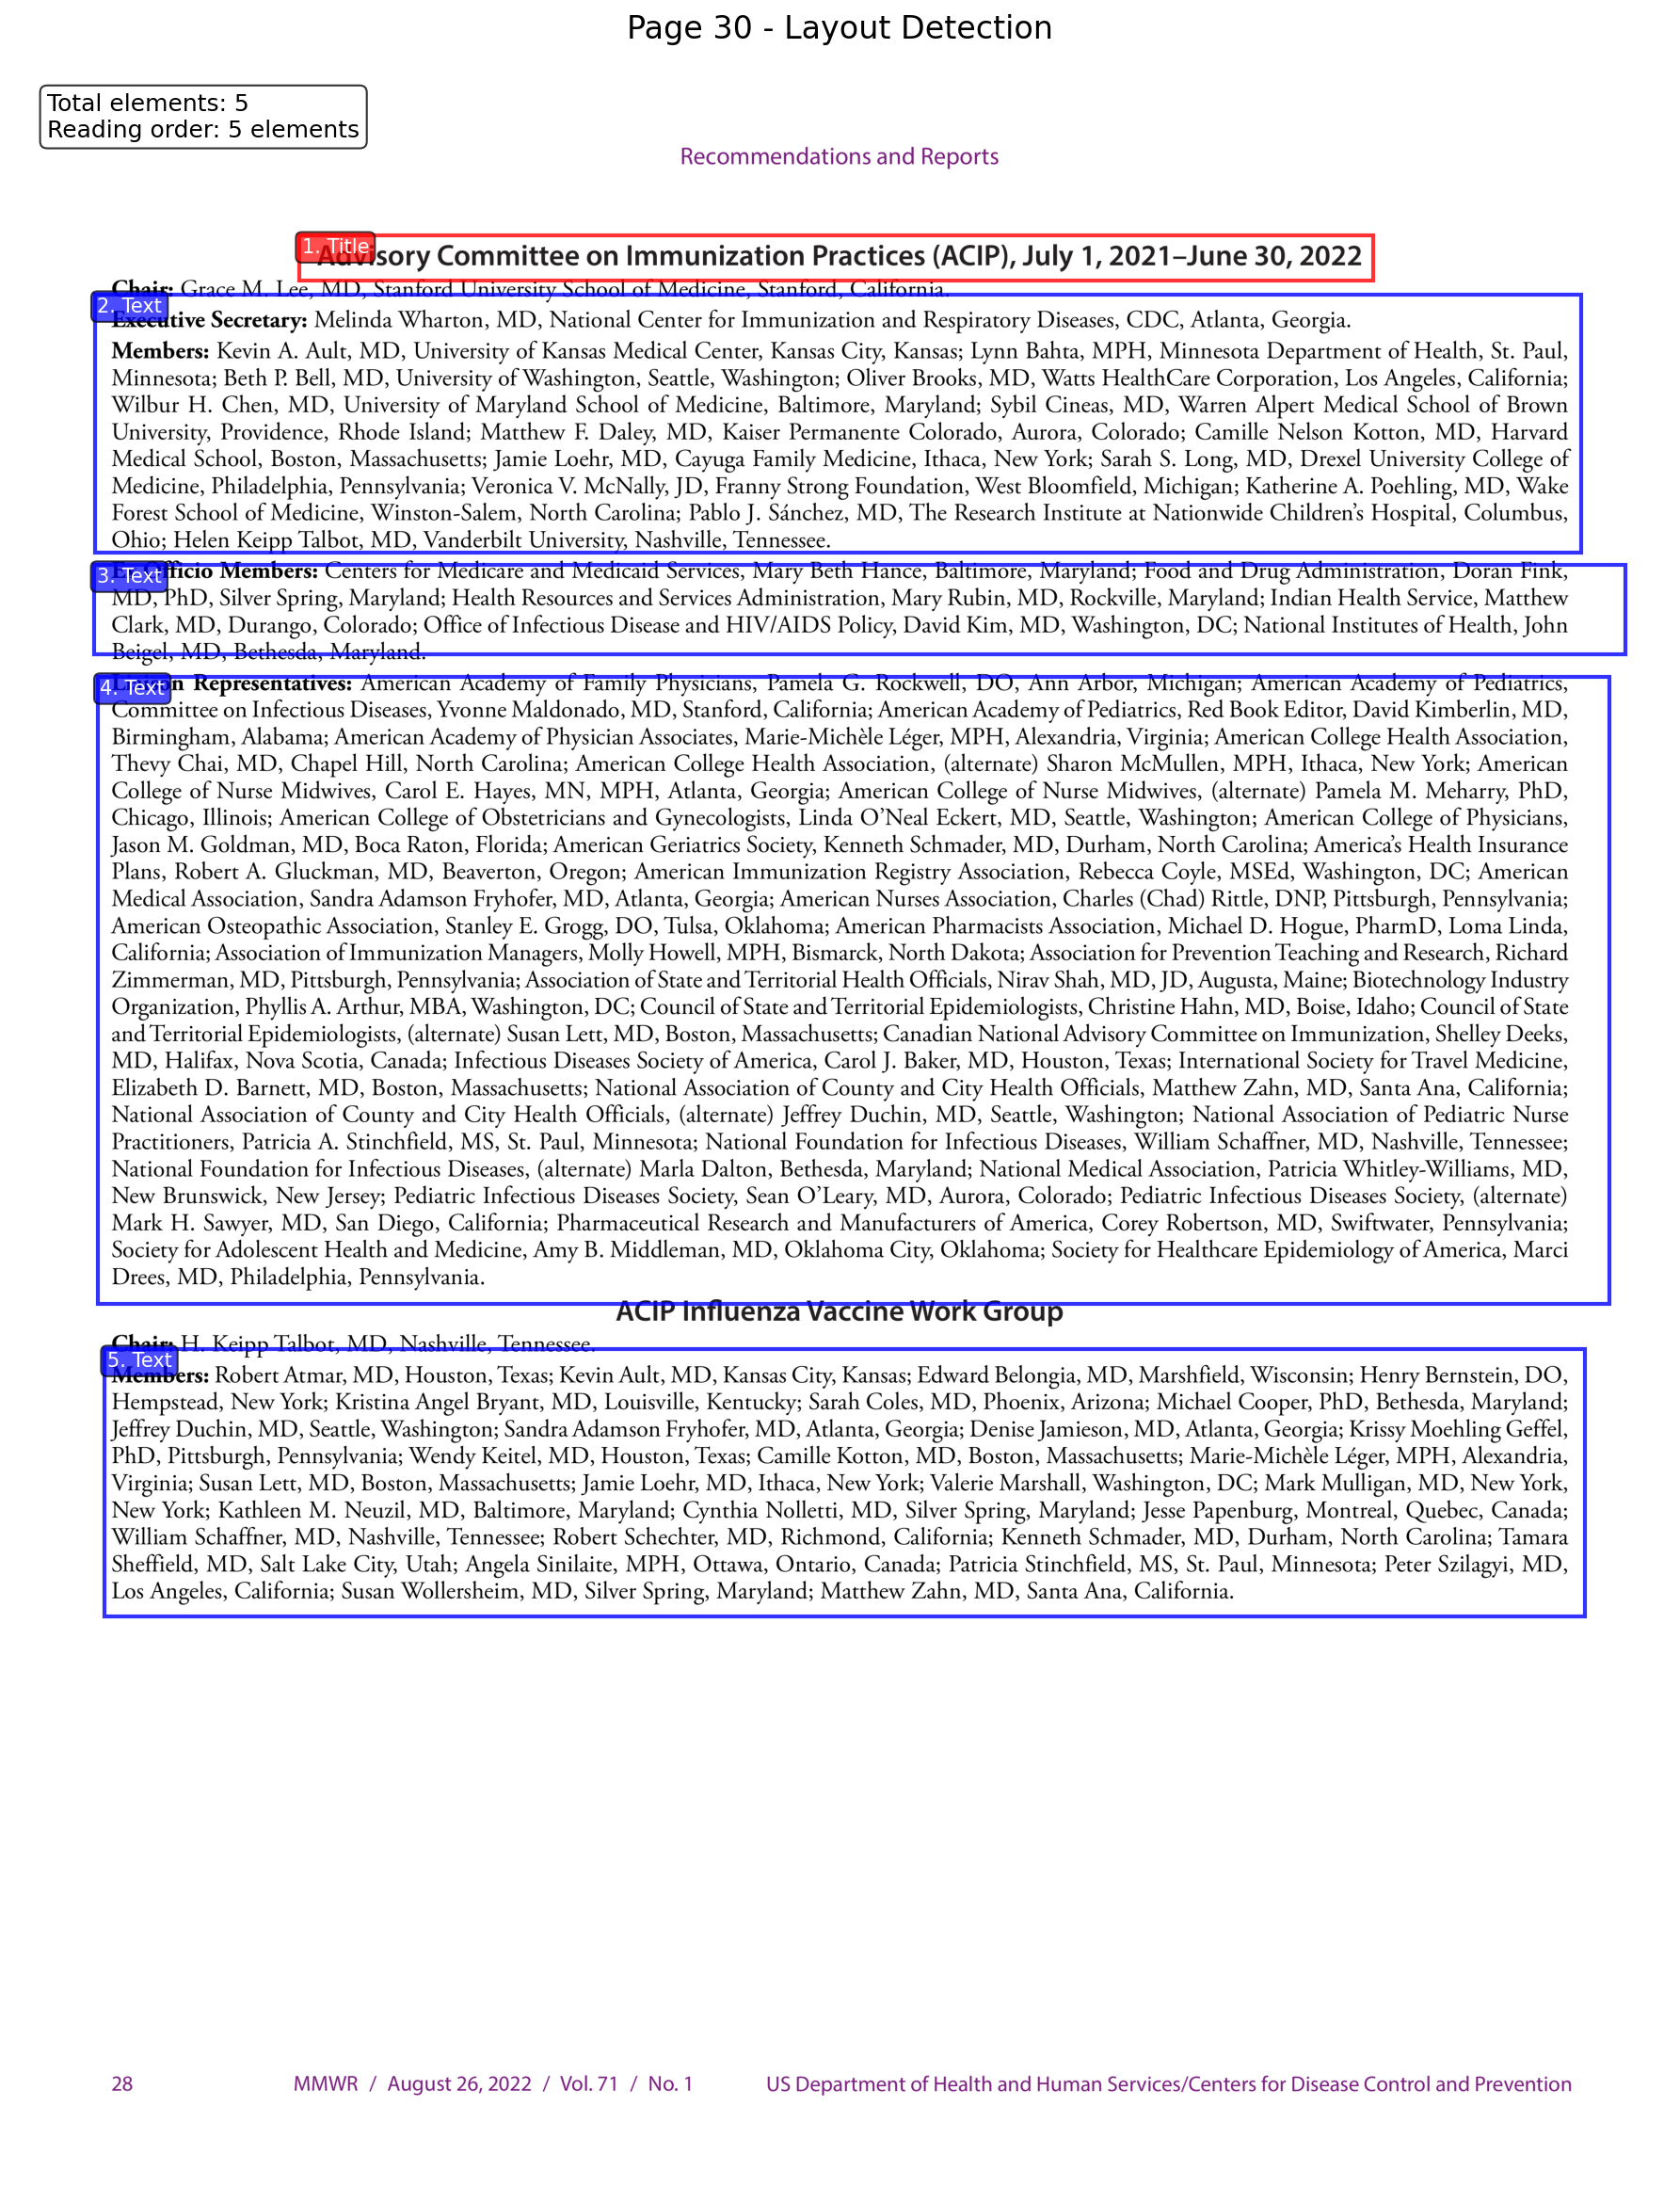 Page 30 - Layout Detection
Total elements: 5
Reading order: 5 elements
Recommendations and Reports
1. Title
Advisory Committee on Immunization Practices (ACIP), July 1, 2021–June 30, 2022
Chair: Grace M. Lee, MD, Stanford University School of Medicine, Stanford, California.
2. Text
Executive Secretary: Melinda Wharton, MD, National Center for Immunization and Respiratory Diseases, CDC, Atlanta, Georgia.
Members: Kevin A. Ault, MD, University of Kansas Medical Center, Kansas City, Kansas; Lynn Bahta, MPH, Minnesota Department of Health, St. Paul,
Minnesota; Beth P. Bell, MD, University of Washington, Seattle, Washington; Oliver Brooks, MD, Watts HealthCare Corporation, Los Angeles, California;
Wilbur H. Chen, MD, University of Maryland School of Medicine, Baltimore, Maryland; Sybil Cineas, MD, Warren Alpert Medical School of Brown
University, Providence, Rhode Island; Matthew F. Daley, MD, Kaiser Permanente Colorado, Aurora, Colorado; Camille Nelson Kotton, MD, Harvard
Medical School, Boston, Massachusetts; Jamie Loehr, MD, Cayuga Family Medicine, Ithaca, New York; Sarah S. Long, MD, Drexel University College of
Medicine, Philadelphia, Pennsylvania; Veronica V. McNally, JD, Franny Strong Foundation, West Bloomfield, Michigan; Katherine A. Poehling, MD, Wake
Forest School of Medicine, Winston-Salem, North Carolina; Pablo J. Sánchez, MD, The Research Institute at Nationwide Children's Hospital, Columbus,
Ohio; Helen Keipp Talbot, MD, Vanderbilt University, Nashville, Tennessee.
3. Text
Ex Officio Members: Centers for Medicare and Medicaid Services, Mary Beth Hance, Baltimore, Maryland; Food and Drug Administration, Doran Fink,
MD, PhD, Silver Spring, Maryland; Health Resources and Services Administration, Mary Rubin, MD, Rockville, Maryland; Indian Health Service, Matthew
Clark, MD, Durango, Colorado; Office of Infectious Disease and HIV/AIDS Policy, David Kim, MD, Washington, DC; National Institutes of Health, John
Beigel, MD, Bethesda, Maryland.
4. Text
Liaison Representatives: American Academy of Family Physicians, Pamela G. Rockwell, DO, Ann Arbor, Michigan; American Academy of Pediatrics,
Committee on Infectious Diseases, Yvonne Maldonado, MD, Stanford, California; American Academy of Pediatrics, Red Book Editor, David Kimberlin, MD,
Birmingham, Alabama; American Academy of Physician Associates, Marie-Michèle Léger, MPH, Alexandria, Virginia; American College Health Association,
Thevy Chai, MD, Chapel Hill, North Carolina; American College Health Association, (alternate) Sharon McMullen, MPH, Ithaca, New York; American
College of Nurse Midwives, Carol E. Hayes, MN, MPH, Atlanta, Georgia; American College of Nurse Midwives, (alternate) Pamela M. Meharry, PhD,
Chicago, Illinois; American College of Obstetricians and Gynecologists, Linda O'Neal Eckert, MD, Seattle, Washington; American College of Physicians,
Jason M. Goldman, MD, Boca Raton, Florida; American Geriatrics Society, Kenneth Schmader, MD, Durham, North Carolina; America's Health Insurance
Plans, Robert A. Gluckman, MD, Beaverton, Oregon; American Immunization Registry Association, Rebecca Coyle, MSEd, Washington, DC; American
Medical Association, Sandra Adamson Fryhofer, MD, Atlanta, Georgia; American Nurses Association, Charles (Chad) Rittle, DNP, Pittsburgh, Pennsylvania;
American Osteopathic Association, Stanley E. Grogg, DO, Tulsa, Oklahoma; American Pharmacists Association, Michael D. Hogue, PharmD, Loma Linda,
California; Association of Immunization Managers, Molly Howell, MPH, Bismarck, North Dakota; Association for Prevention Teaching and Research, Richard
Zimmerman, MD, Pittsburgh, Pennsylvania; Association of State and Territorial Health Officials, Nirav Shah, MD, JD, Augusta, Maine; Biotechnology Industry
Organization, Phyllis A. Arthur, MBA, Washington, DC; Council of State and Territorial Epidemiologists, Christine Hahn, MD, Boise, Idaho; Council of State
and Territorial Epidemiologists, (alternate) Susan Lett, MD, Boston, Massachusetts; Canadian National Advisory Committee on Immunization, Shelley Deeks,
MD, Halifax, Nova Scotia, Canada; Infectious Diseases Society of America, Carol J. Baker, MD, Houston, Texas; International Society for Travel Medicine,
Elizabeth D. Barnett, MD, Boston, Massachusetts; National Association of County and City Health Officials, Matthew Zahn, MD, Santa Ana, California;
National Association of County and City Health Officials, (alternate) Jeffrey Duchin, MD, Seattle, Washington; National Association of Pediatric Nurse
Practitioners, Patricia A. Stinchfield, MS, St. Paul, Minnesota; National Foundation for Infectious Diseases, William Schaffner, MD, Nashville, Tennessee;
National Foundation for Infectious Diseases, (alternate) Marla Dalton, Bethesda, Maryland; National Medical Association, Patricia Whitley-Williams, MD,
New Brunswick, New Jersey; Pediatric Infectious Diseases Society, Sean O'Leary, MD, Aurora, Colorado; Pediatric Infectious Diseases Society, (alternate)
Mark H. Sawyer, MD, San Diego, California; Pharmaceutical Research and Manufacturers of America, Corey Robertson, MD, Swiftwater, Pennsylvania;
Society for Adolescent Health and Medicine, Amy B. Middleman, MD, Oklahoma City, Oklahoma; Society for Healthcare Epidemiology of America, Marci
Drees, MD, Philadelphia, Pennsylvania.
ACIP Influenza Vaccine Work Group
Chair: H. Keipp Talbot, MD, Nashville, Tennessee.
5. Text
Members: Robert Atmar, MD, Houston, Texas; Kevin Ault, MD, Kansas City, Kansas; Edward Belongia, MD, Marshfield, Wisconsin; Henry Bernstein, DO,
Hempstead, New York; Kristina Angel Bryant, MD, Louisville, Kentucky; Sarah Coles, MD, Phoenix, Arizona; Michael Cooper, PhD, Bethesda, Maryland;
Jeffrey Duchin, MD, Seattle, Washington; Sandra Adamson Fryhofer, MD, Atlanta, Georgia; Denise Jamieson, MD, Atlanta, Georgia; Krissy Moehling Geffel,
PhD, Pittsburgh, Pennsylvania; Wendy Keitel, MD, Houston, Texas; Camille Kotton, MD, Boston, Massachusetts; Marie-Michèle Léger, MPH, Alexandria,
Virginia; Susan Lett, MD, Boston, Massachusetts; Jamie Loehr, MD, Ithaca, New York; Valerie Marshall, Washington, DC; Mark Mulligan, MD, New York,
New York; Kathleen M. Neuzil, MD, Baltimore, Maryland; Cynthia Nolletti, MD, Silver Spring, Maryland; Jesse Papenburg, Montreal, Quebec, Canada;
William Schaffner, MD, Nashville, Tennessee; Robert Schechter, MD, Richmond, California; Kenneth Schmader, MD, Durham, North Carolina; Tamara
Sheffield, MD, Salt Lake City, Utah; Angela Sinilaite, MPH, Ottawa, Ontario, Canada; Patricia Stinchfield, MS, St. Paul, Minnesota; Peter Szilagyi, MD,
Los Angeles, California; Susan Wollersheim, MD, Silver Spring, Maryland; Matthew Zahn, MD, Santa Ana, California.
28 MMWR / August 26, 2022 / Vol. 71 / No. 1 US Department of Health and Human Services/Centers for Disease Control and Prevention